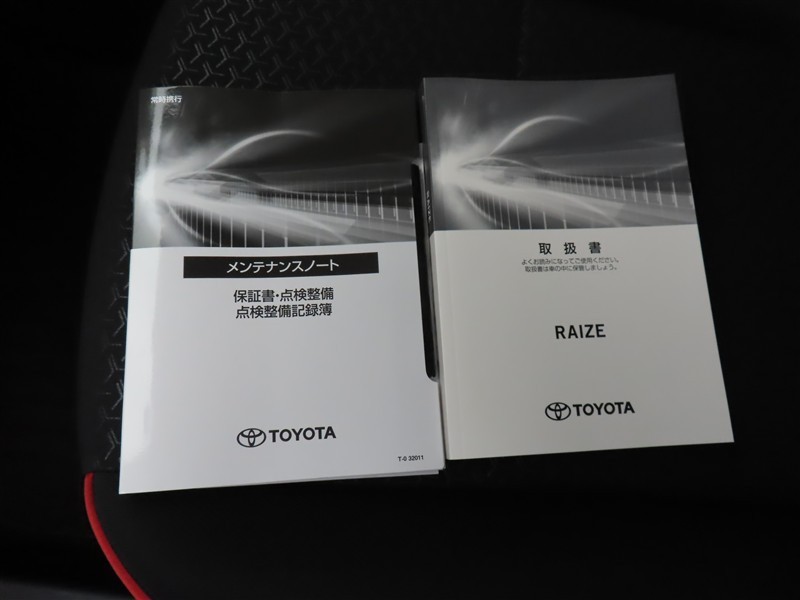 常時携行
メンテナンスノート
保証書・点検整備
点検整備記録簿
TOYOTA
T-0 32011
取扱書
よくお読みになってご使用ください。
取扱書は車の中に保管しましょう。
RAIZE
TOYOTA